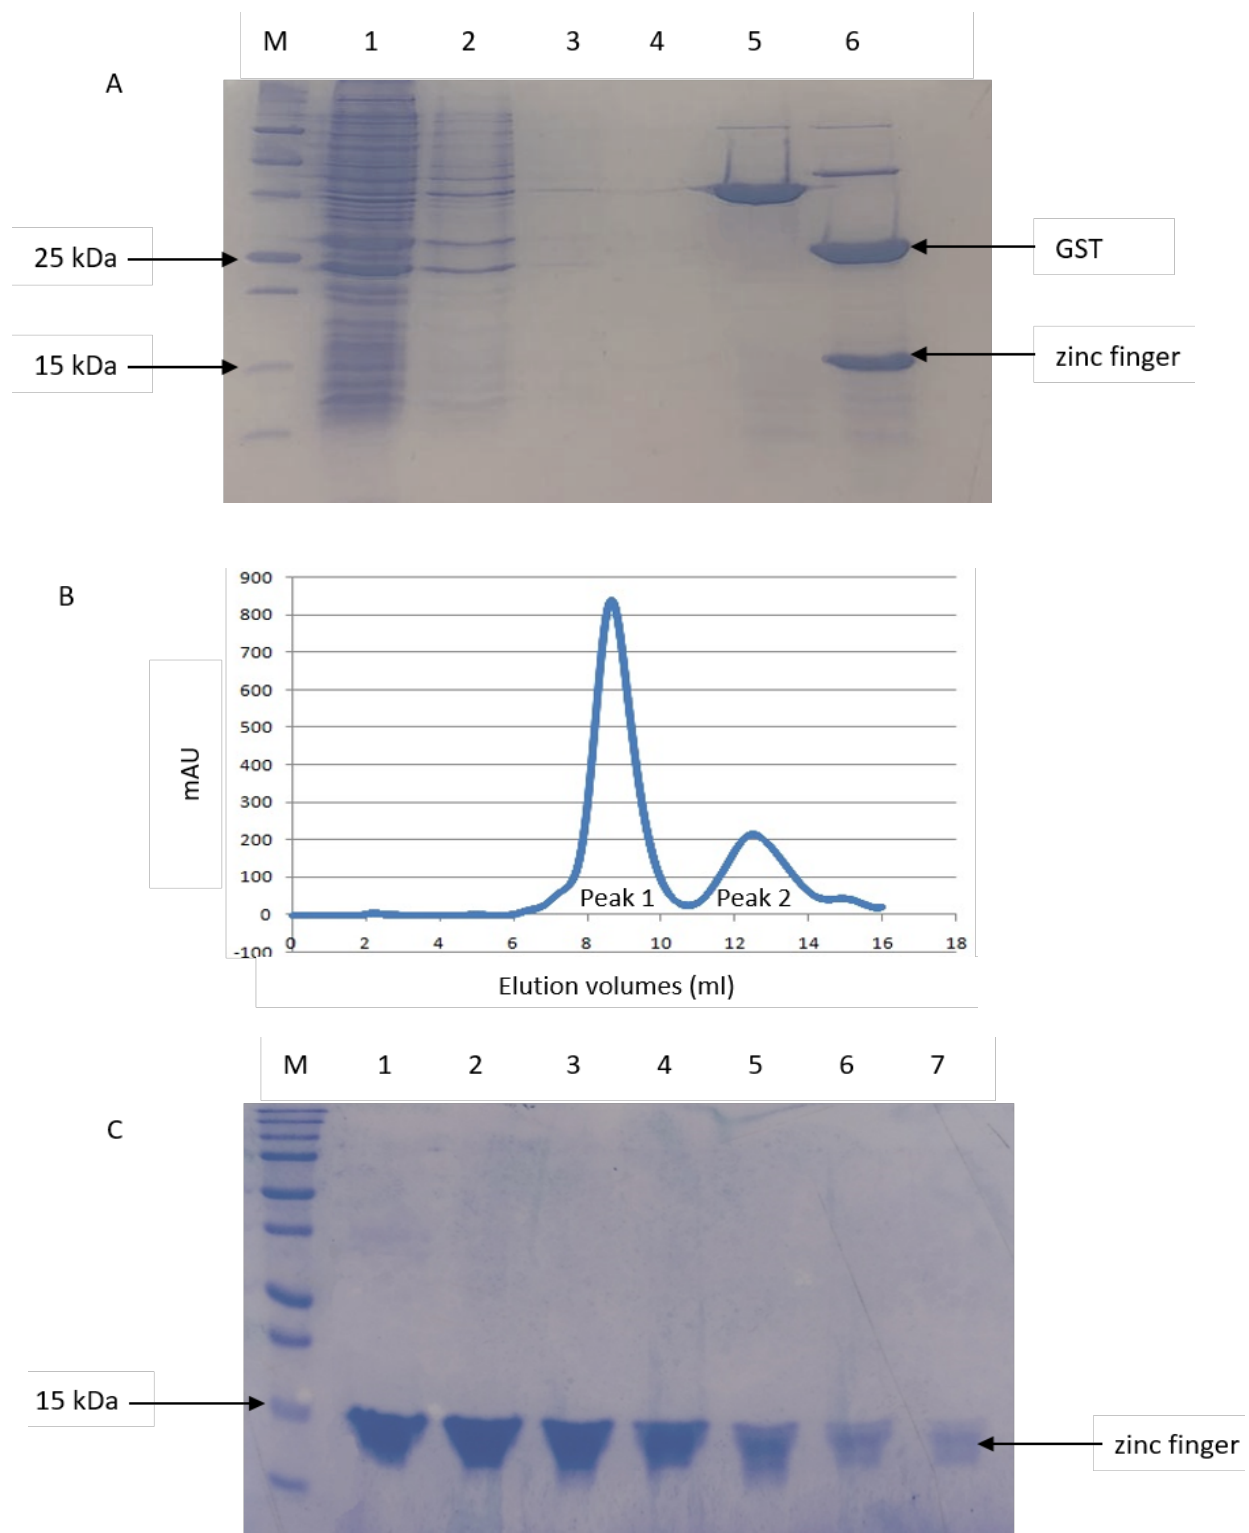 M 1 2 3 4 5 6
A
25 kDa
GST
15 kDa
zinc finger
B
900
800
700
600
500
400
300
200
100
0
-100
mAU
Peak 1 Peak 2
0 2 4 6 8 10 12 14 16 18
Elution volumes (ml)
M 1 2 3 4 5 6 7
C
15 kDa
zinc finger